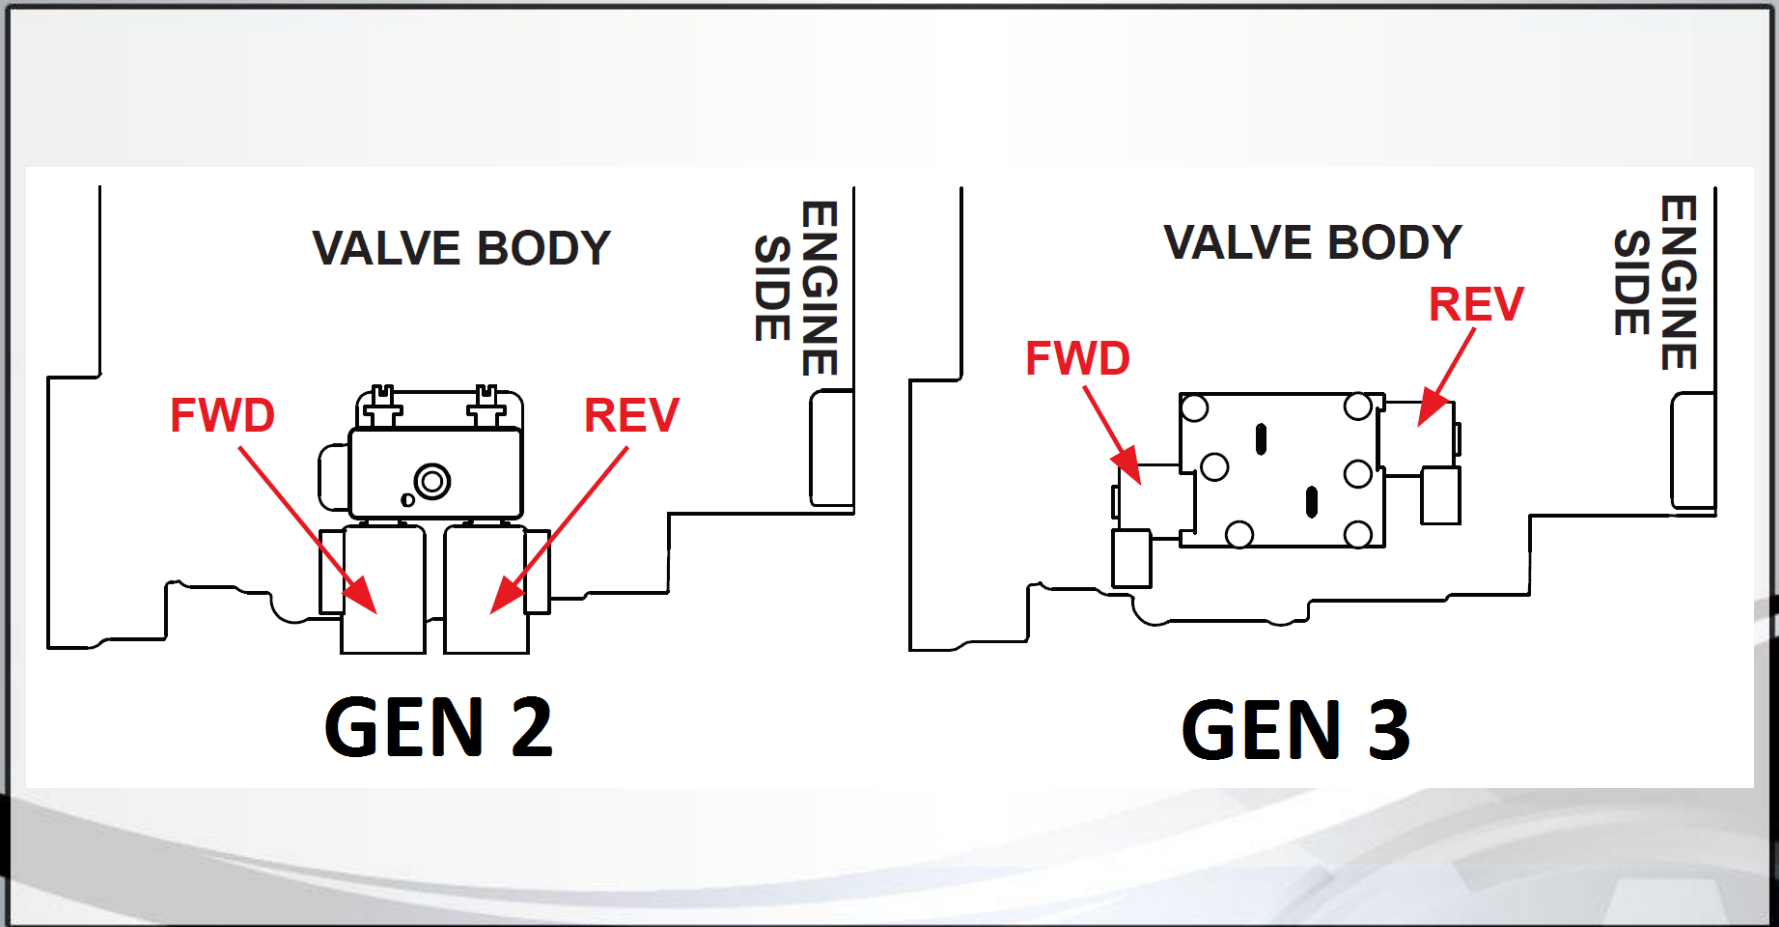 VALVE BODY
ENGINE
SIDE
FWD
REV
GEN 2
VALVE BODY
ENGINE
SIDE
REV
FWD
GEN 3